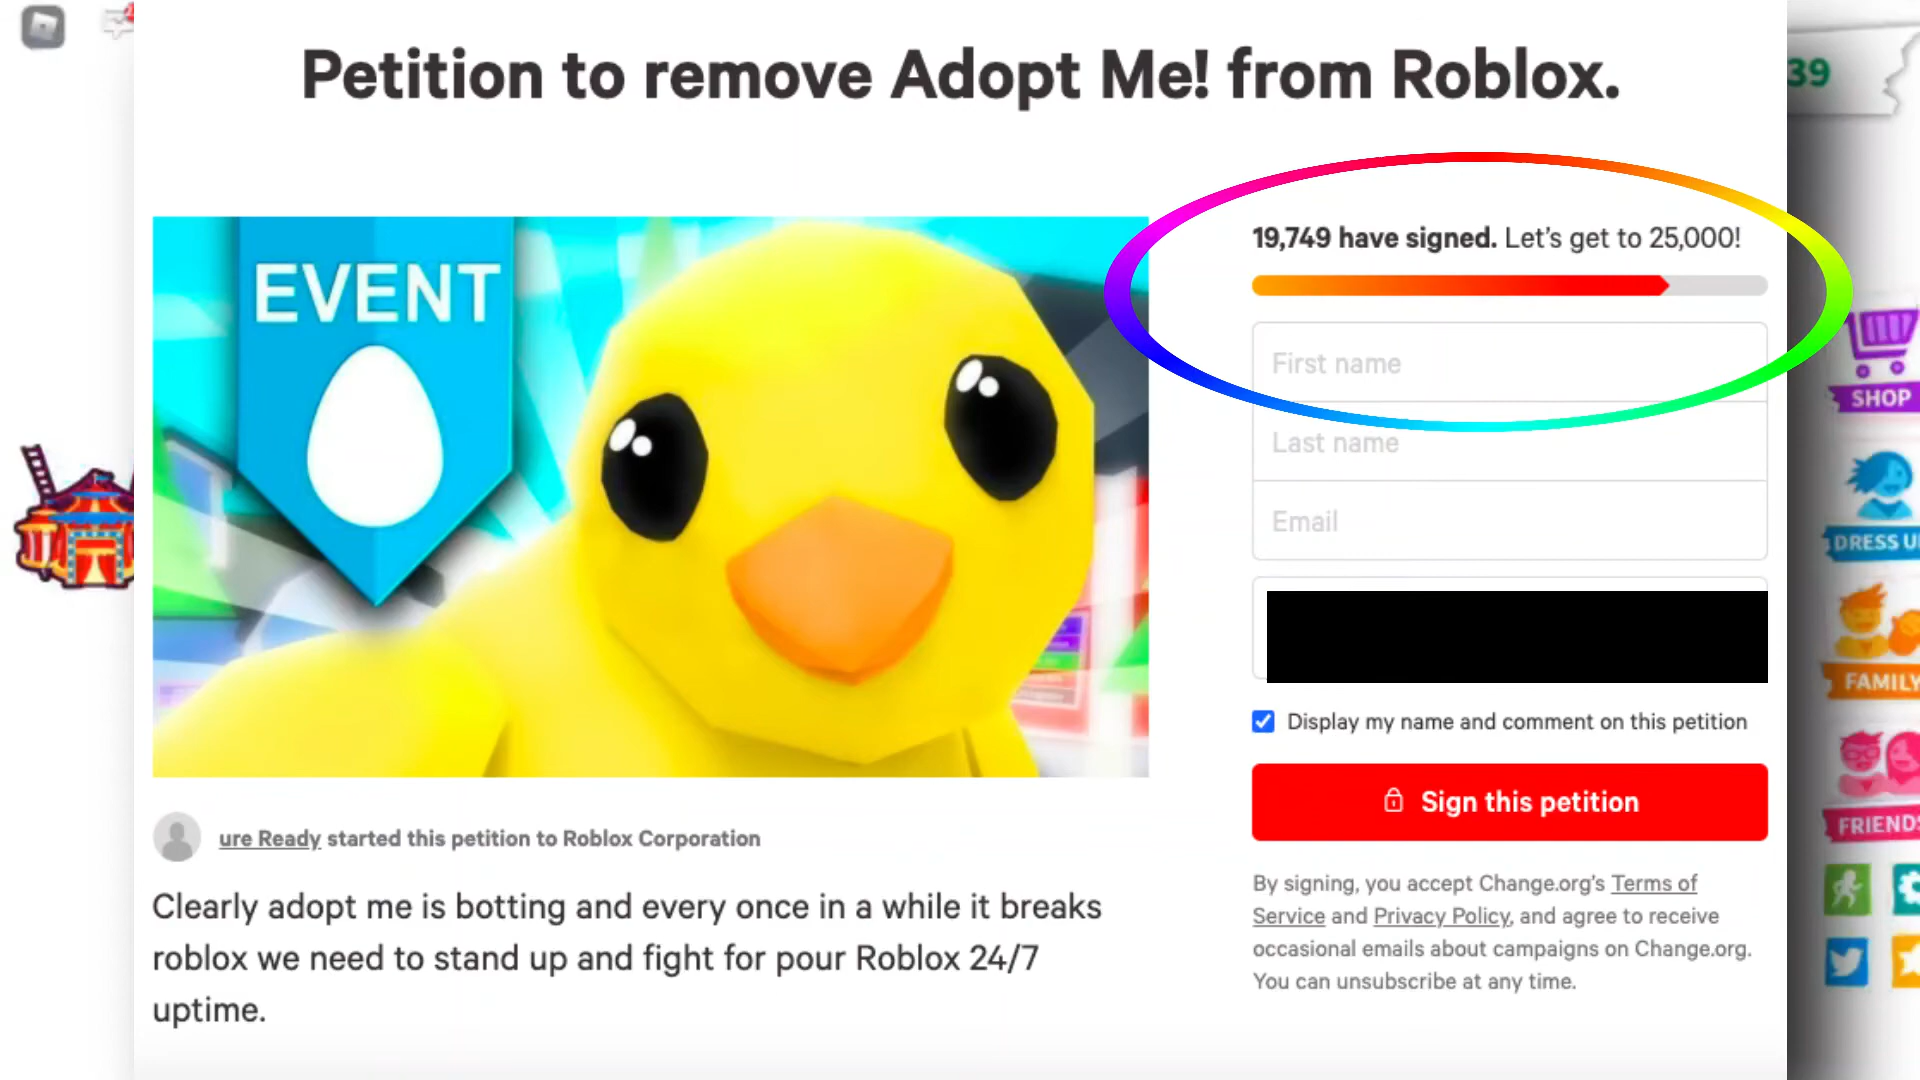 Petition to remove Adopt Me! from Roblox.
39
EVENT
19,749 have signed. Let's get to 25,000!
First name
Last name
Email
Display my name and comment on this petition
Sign this petition
By signing, you accept Change.org's Terms of
Service and Privacy Policy, and agree to receive
occasional emails about campaigns on Change.org.
You can unsubscribe at any time.
ure Ready started this petition to Roblox Corporation
Clearly adopt me is botting and every once in a while it breaks
roblox we need to stand up and fight for pour Roblox 24/7
uptime.
SHOP
DRESS U
FAMILY
FRIENDS